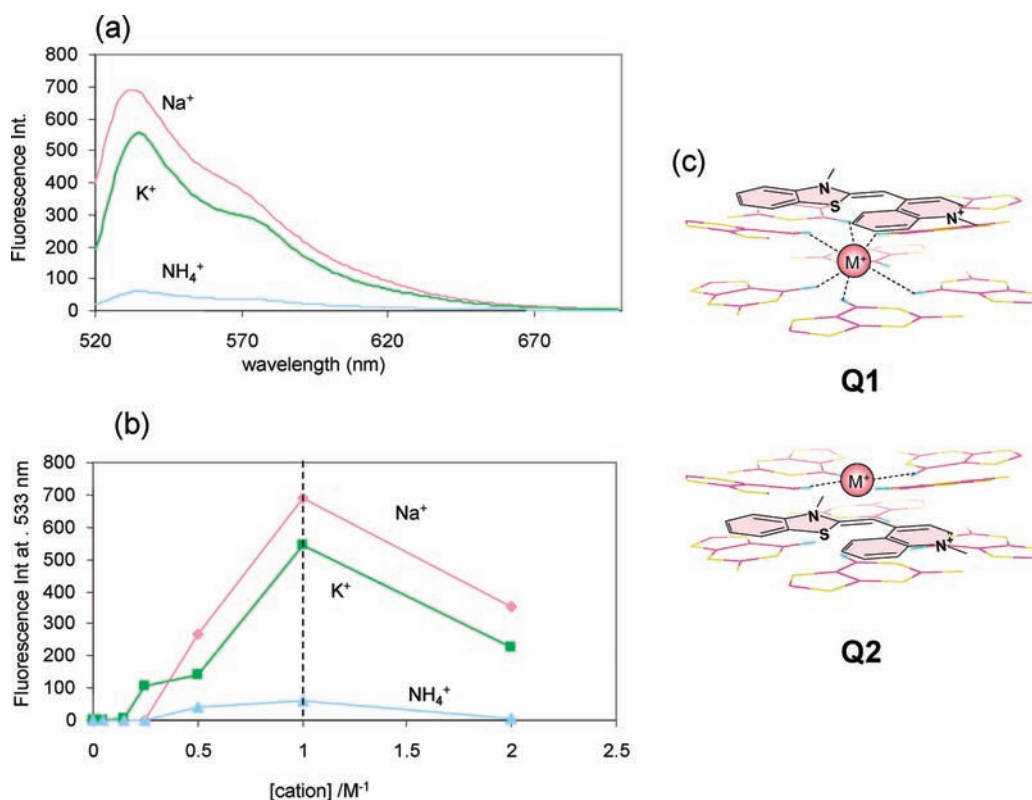 (a)
800
700
600
500
400
300
200
100
0
Fluorescence Int.
Na⁺
K⁺
NH₄⁺
520 570 620 670
wavelength (nm)
(b)
800
700
600
500
400
300
200
100
0
Fluorescence Int at . 533 nm
Na⁺
K⁺
NH₄⁺
0 0.5 1 1.5 2 2.5
[cation] /M⁻¹
(c)
N
S
N⁺
M⁺
Q1
M⁺
N
S
N⁺
Q2